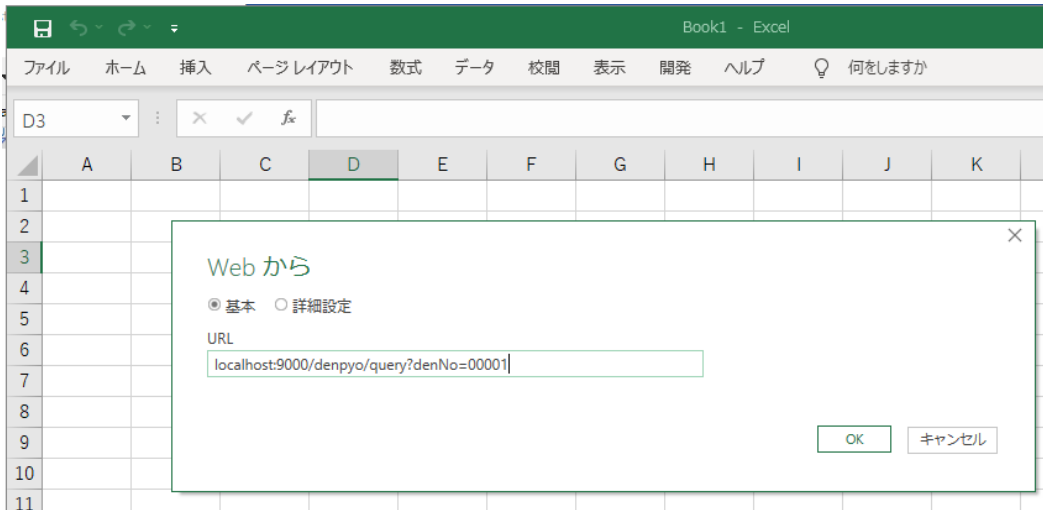 Book1 - Excel
ファイル ホーム 挿入 ページ レイアウト 数式 データ 校閲 表示 開発 ヘルプ 何をしますか
D3 fx
A B C D E F G H I J K
1
2
3
4
5
6
7
8
9
10
11
Web から
基本 詳細設定
URL
localhost:9000/denpyo/query?denNo=00001
OK キャンセル